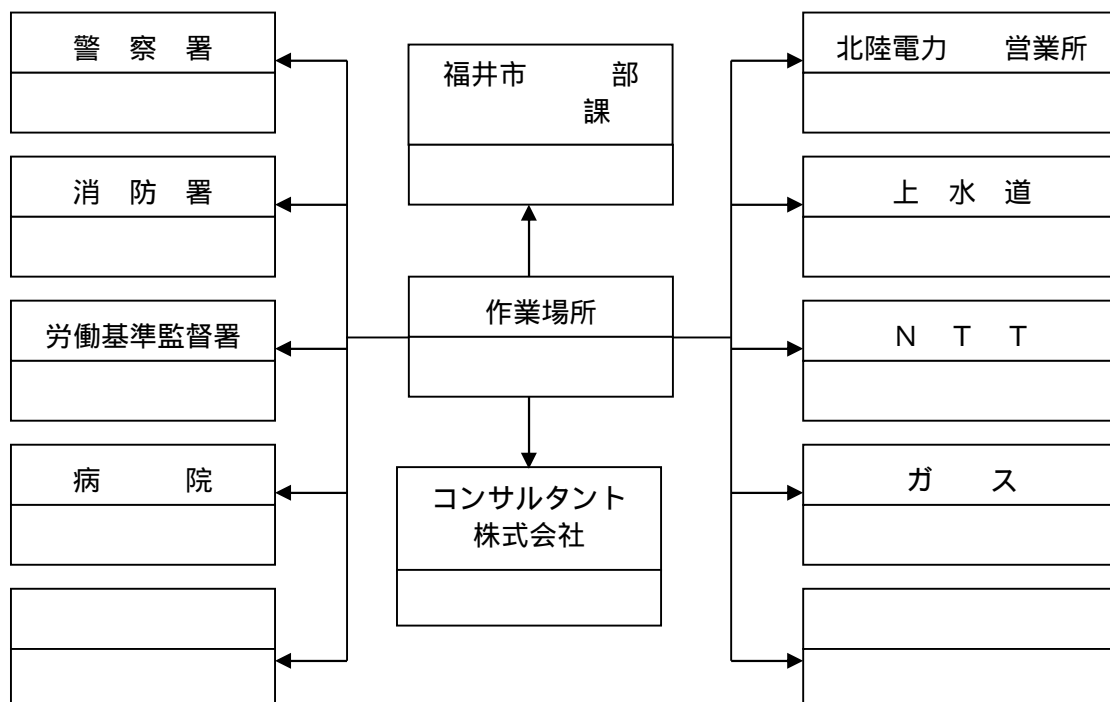 警　察　署
消　防　署
労働基準監督署
病　　　院
福井市　　　部
課
作業場所
コンサルタント
株式会社
北陸電力　　営業所
上　水　道
Ｎ　Ｔ　Ｔ
ガ　　ス